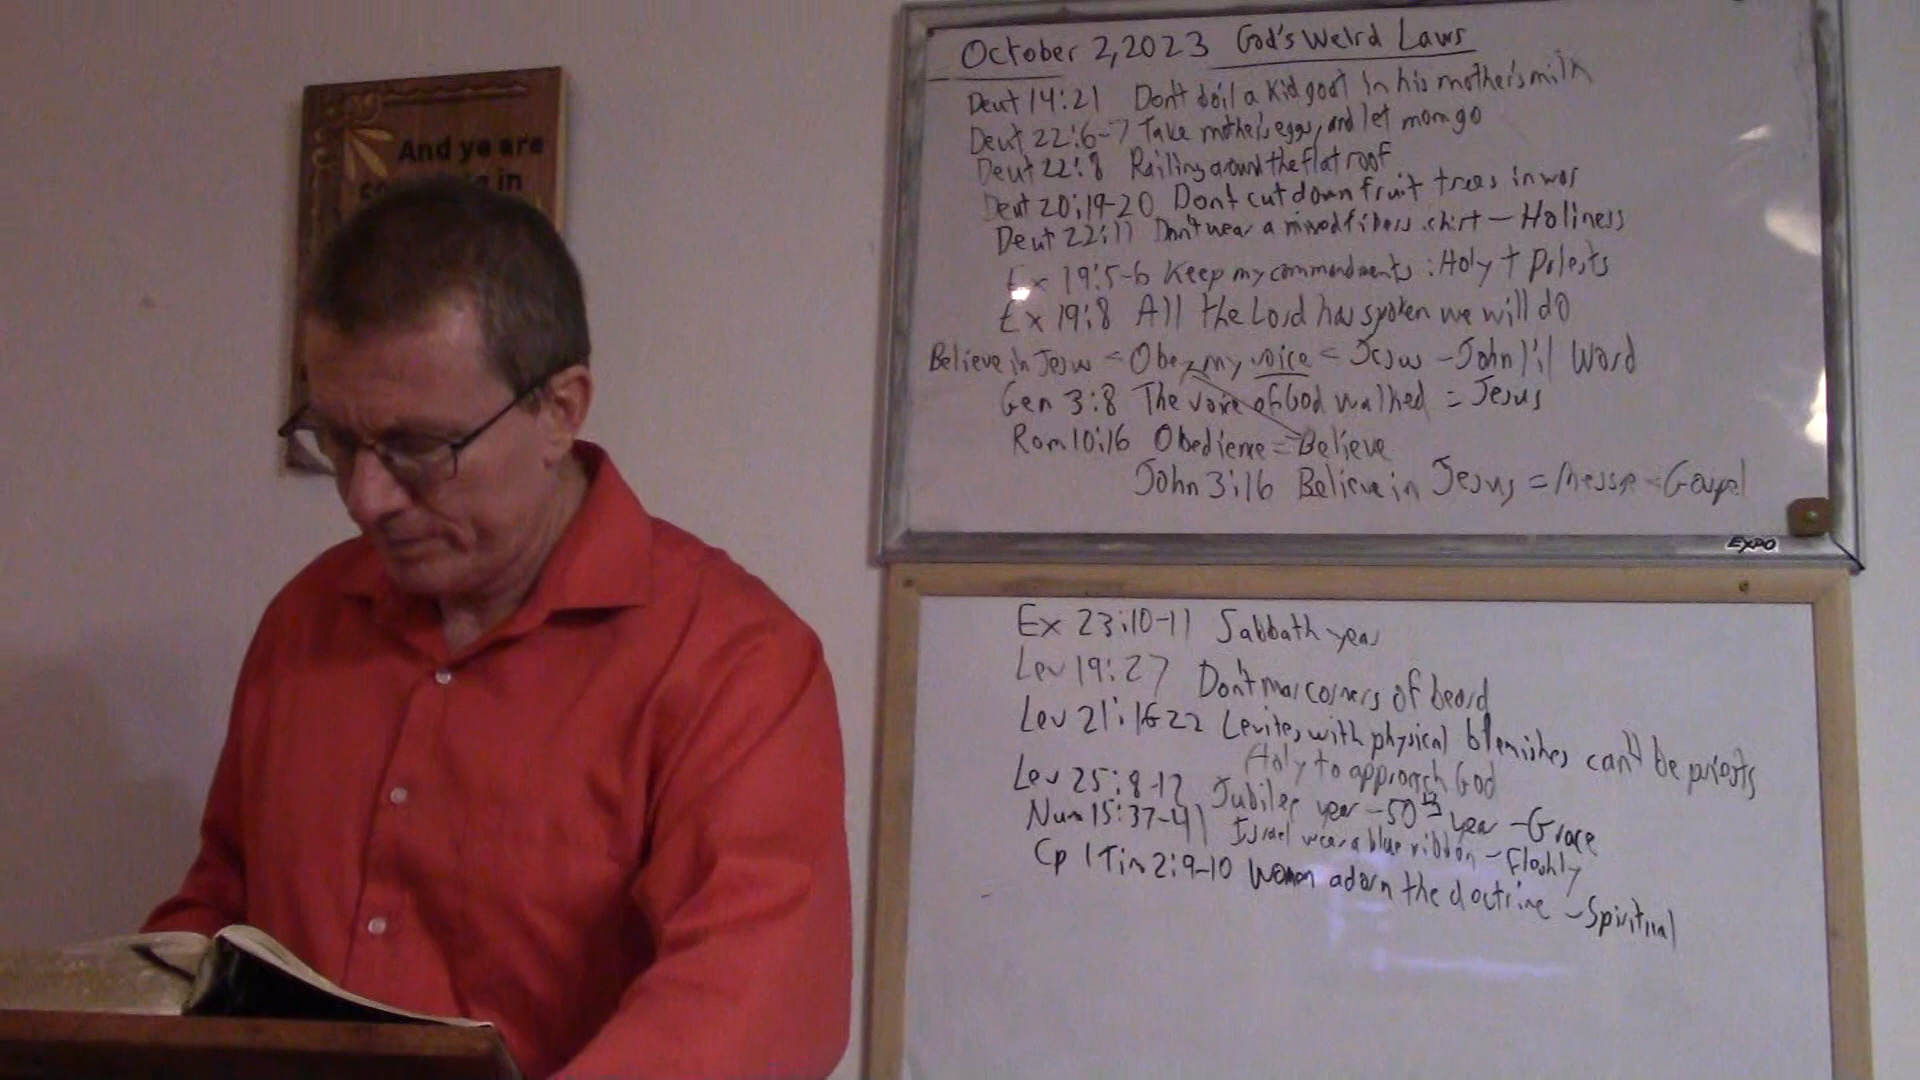 And ye are
in
October 2, 2023 God's Weird Laws
Deut 14:21 Don't boil a kid goat in his mother's milk
Deut 22:6-7 Take mother's eggs, and let mom go
Deut 22:8 Railing around the flat roof
Deut 20:19-20 Don't cut down fruit trees in war
Deut 22:11 Don't wear a mixed fibers shirt - Holiness
Ex 19:5-6 Keep my commandments: Holy + Priests
Ex 19:8 All the Lord has spoken we will do
Believe in Jesus = Obey my voice = Jesus - John 1:1 Word
Gen 3:8 The voice of God walked = Jesus
Rom 10:16 Obedience = Believe
John 3:16 Believe in Jesus = = Gospel
EXPO
Ex 23:10-11 Sabbath year
Lev 19:27 Don't mar corners of beard
Lev 21:16-22 Levites with physical blemishes can't be priests
Holy to approach God
Lev 25:8-12 Jubilee year - 50th year - Grace
Num 15:37-41 Israel wear a blue ribbon - Fleshly
Cp 1 Tim 2:9-10 Women adorn the doctrine - Spiritual